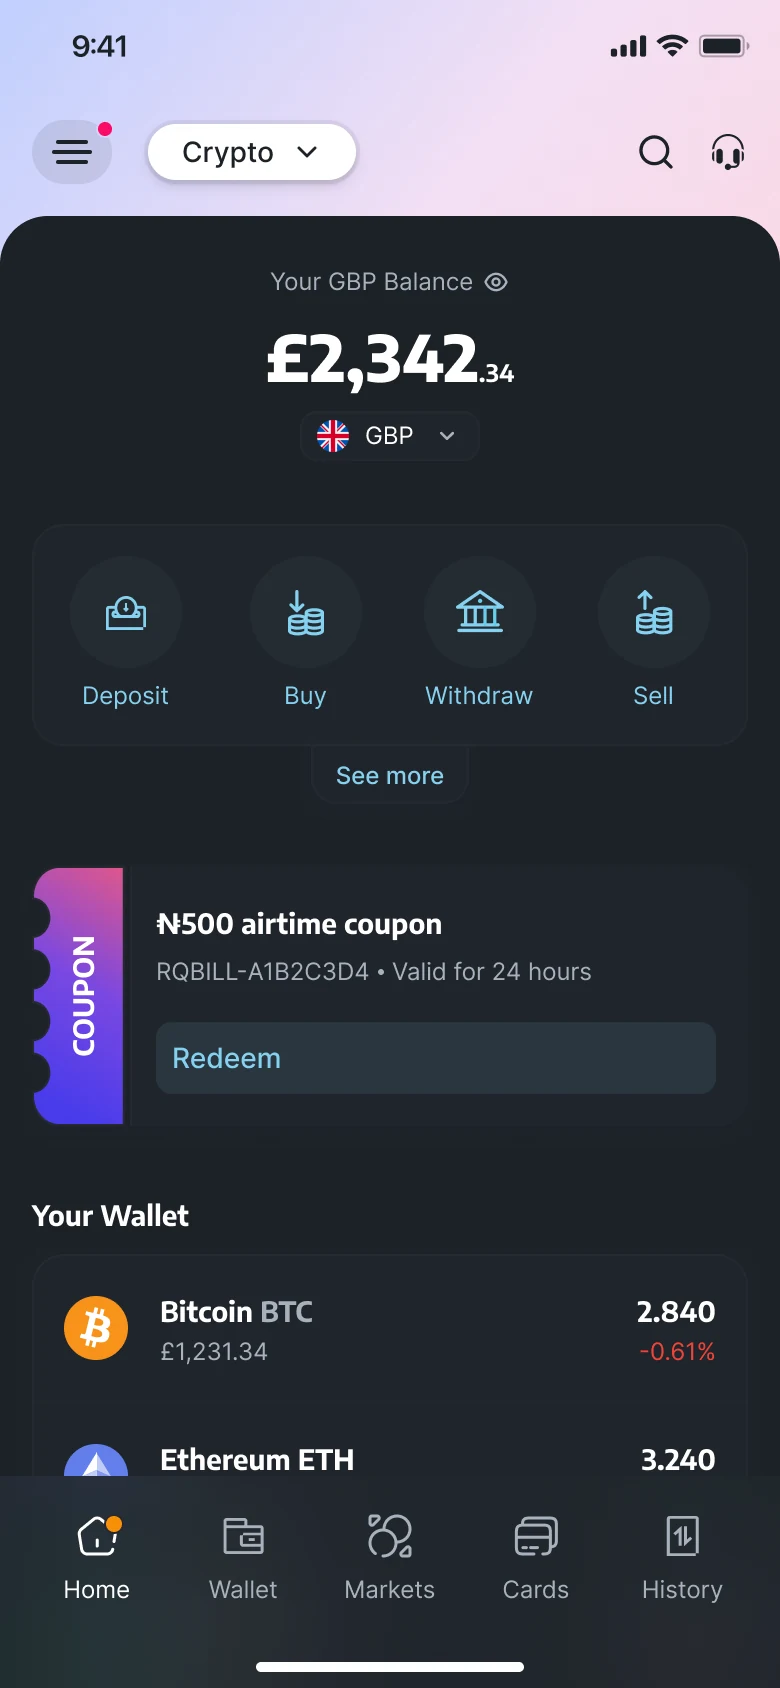 9:41
Crypto
Your GBP Balance
£2,342.34
GBP
Deposit
Buy
Withdraw
Sell
See more
COUPON
₦500 airtime coupon
RQBILL-A1B2C3D4 • Valid for 24 hours
Redeem
Your Wallet
Bitcoin BTC 2.840
£1,231.34 -0.61%
Ethereum ETH 3.240
Home
Wallet
Markets
Cards
History